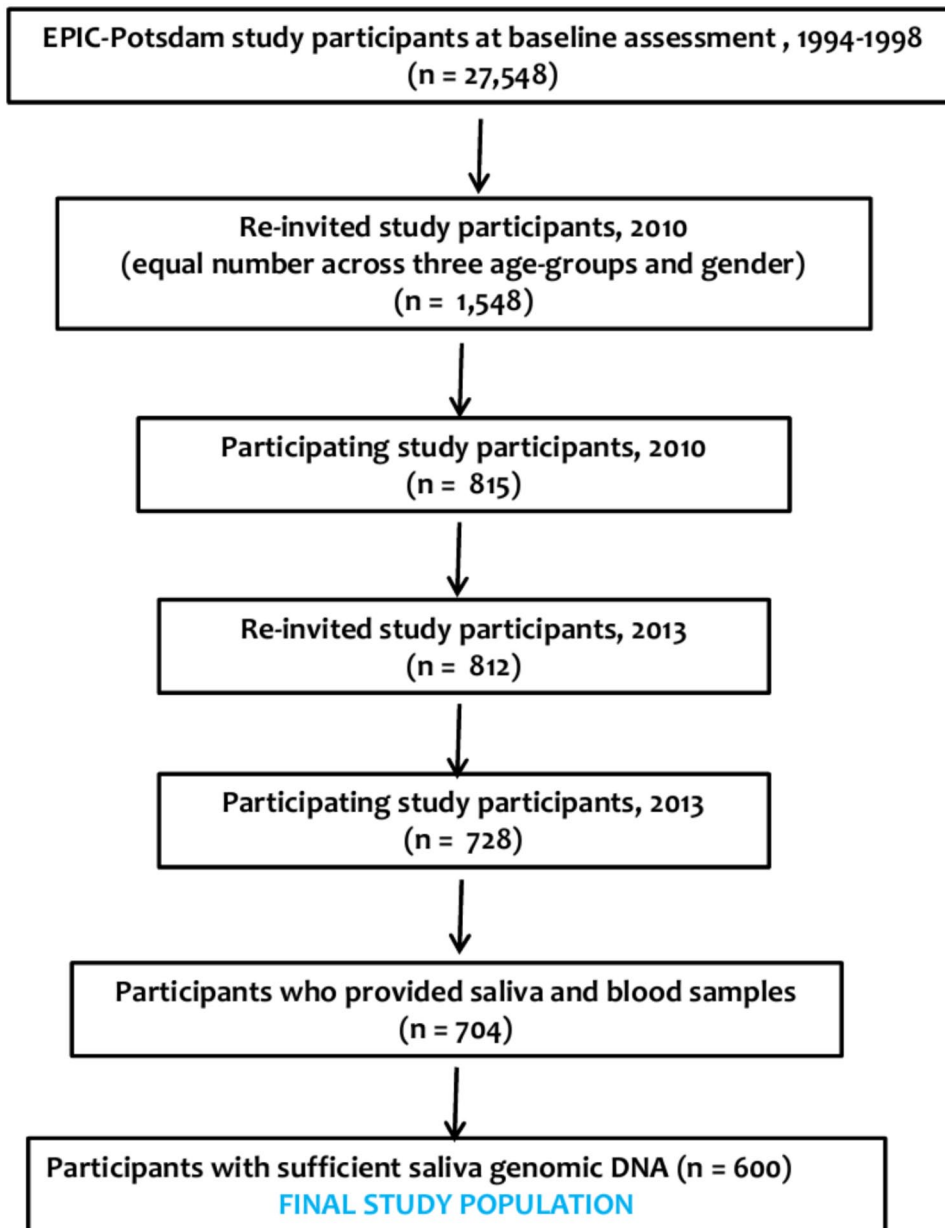 EPIC-Potsdam study participants at baseline assessment , 1994-1998
(n = 27,548)
Re-invited study participants, 2010
(equal number across three age-groups and gender)
(n = 1,548)
Participating study participants, 2010
(n = 815)
Re-invited study participants, 2013
(n = 812)
Participating study participants, 2013
(n = 728)
Participants who provided saliva and blood samples
(n = 704)
Participants with sufficient saliva genomic DNA (n = 600)
FINAL STUDY POPULATION